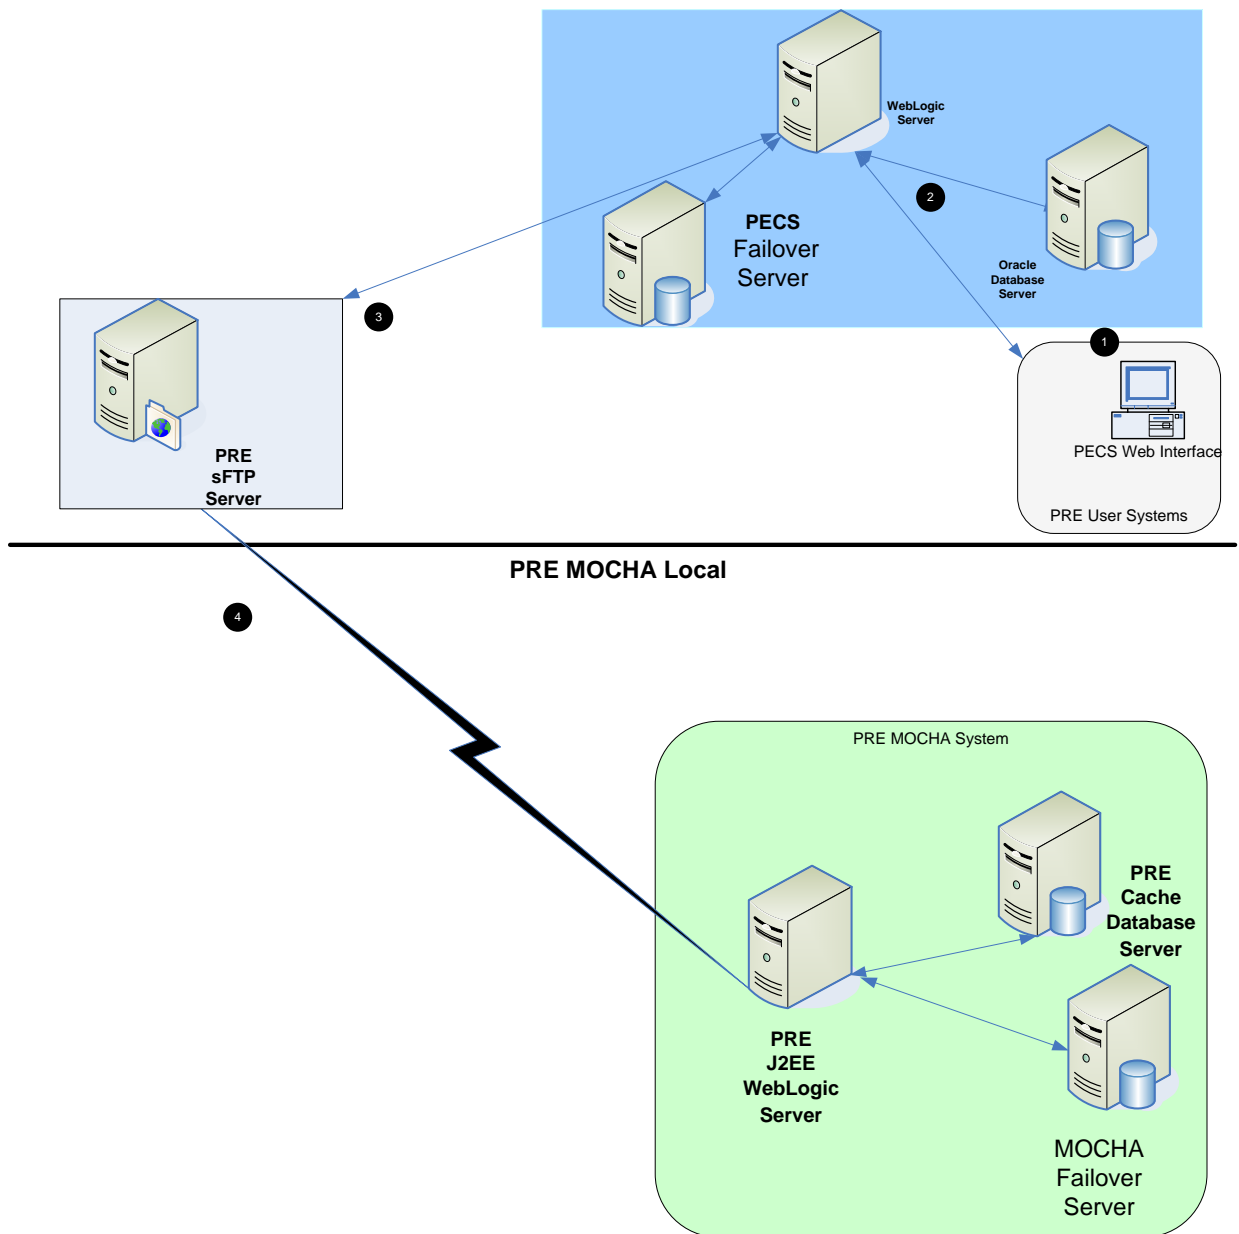 WebLogic
Server
2
PECS
Failover
Server
Oracle
Database
Server
3
1
PECS Web Interface
PRE User Systems
PRE
sFTP
Server
PRE MOCHA Local
4
PRE MOCHA System
PRE
Cache
Database
Server
PRE
J2EE
WebLogic
Server
MOCHA
Failover
Server